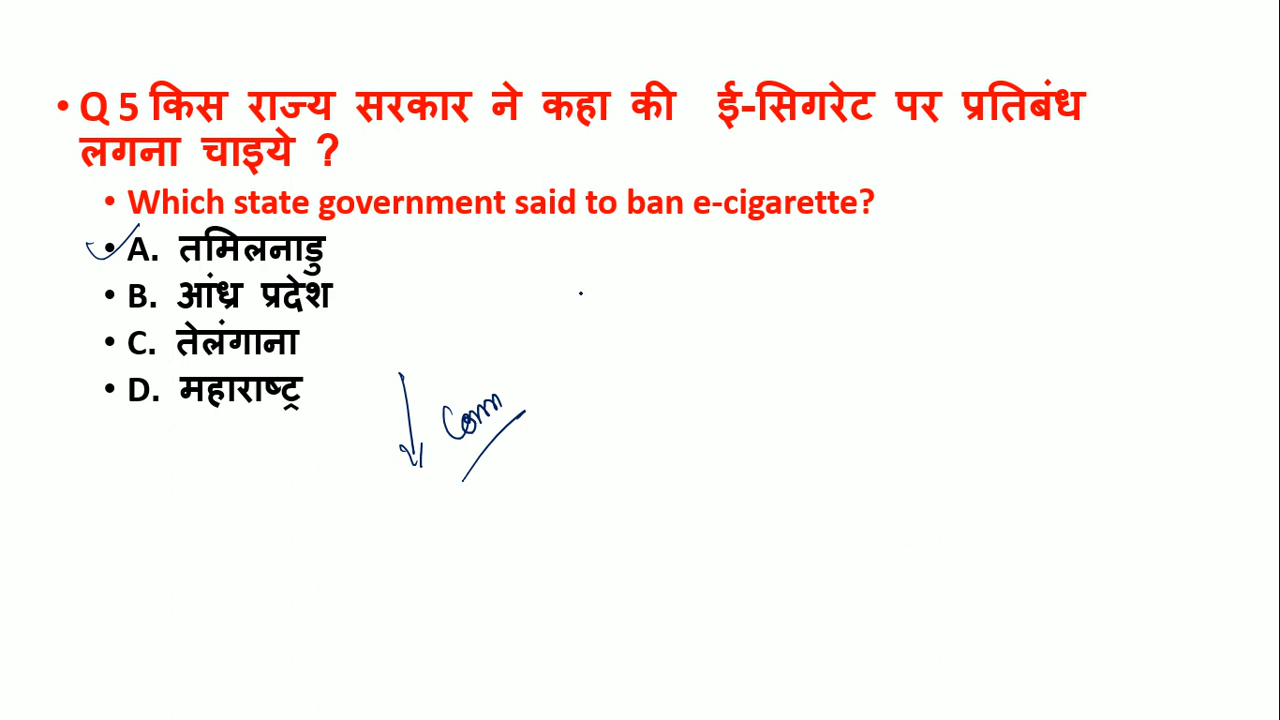 • Q 5 किस राज्य सरकार ने कहा की ई-सिगरेट पर प्रतिबंध
लगना चाइये ?
• Which state government said to ban e-cigarette?
• A. तमिलनाडु
• B. आंध्र प्रदेश
• C. तेलंगाना
• D. महाराष्ट्र
Comm